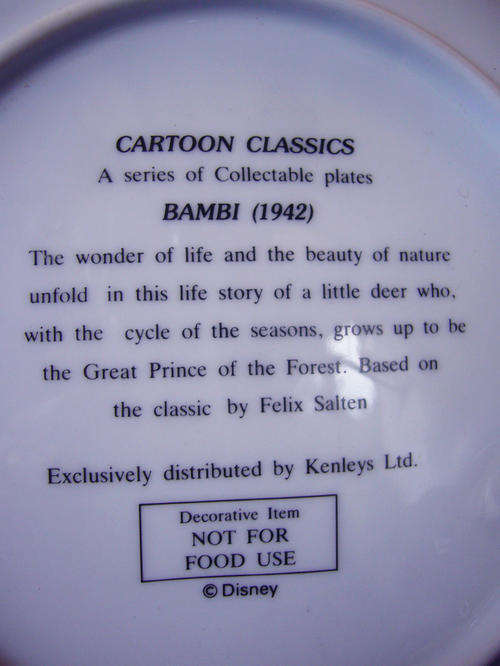 CARTOON CLASSICS
A series of Collectable plates
BAMBI (1942)
The wonder of life and the beauty of nature
unfold in this life story of a little deer who,
with the cycle of the seasons, grows up to be
the Great Prince of the Forest. Based on
the classic by Felix Salten
Exclusively distributed by Kenleys Ltd.
Decorative Item
NOT FOR
FOOD USE
© Disney